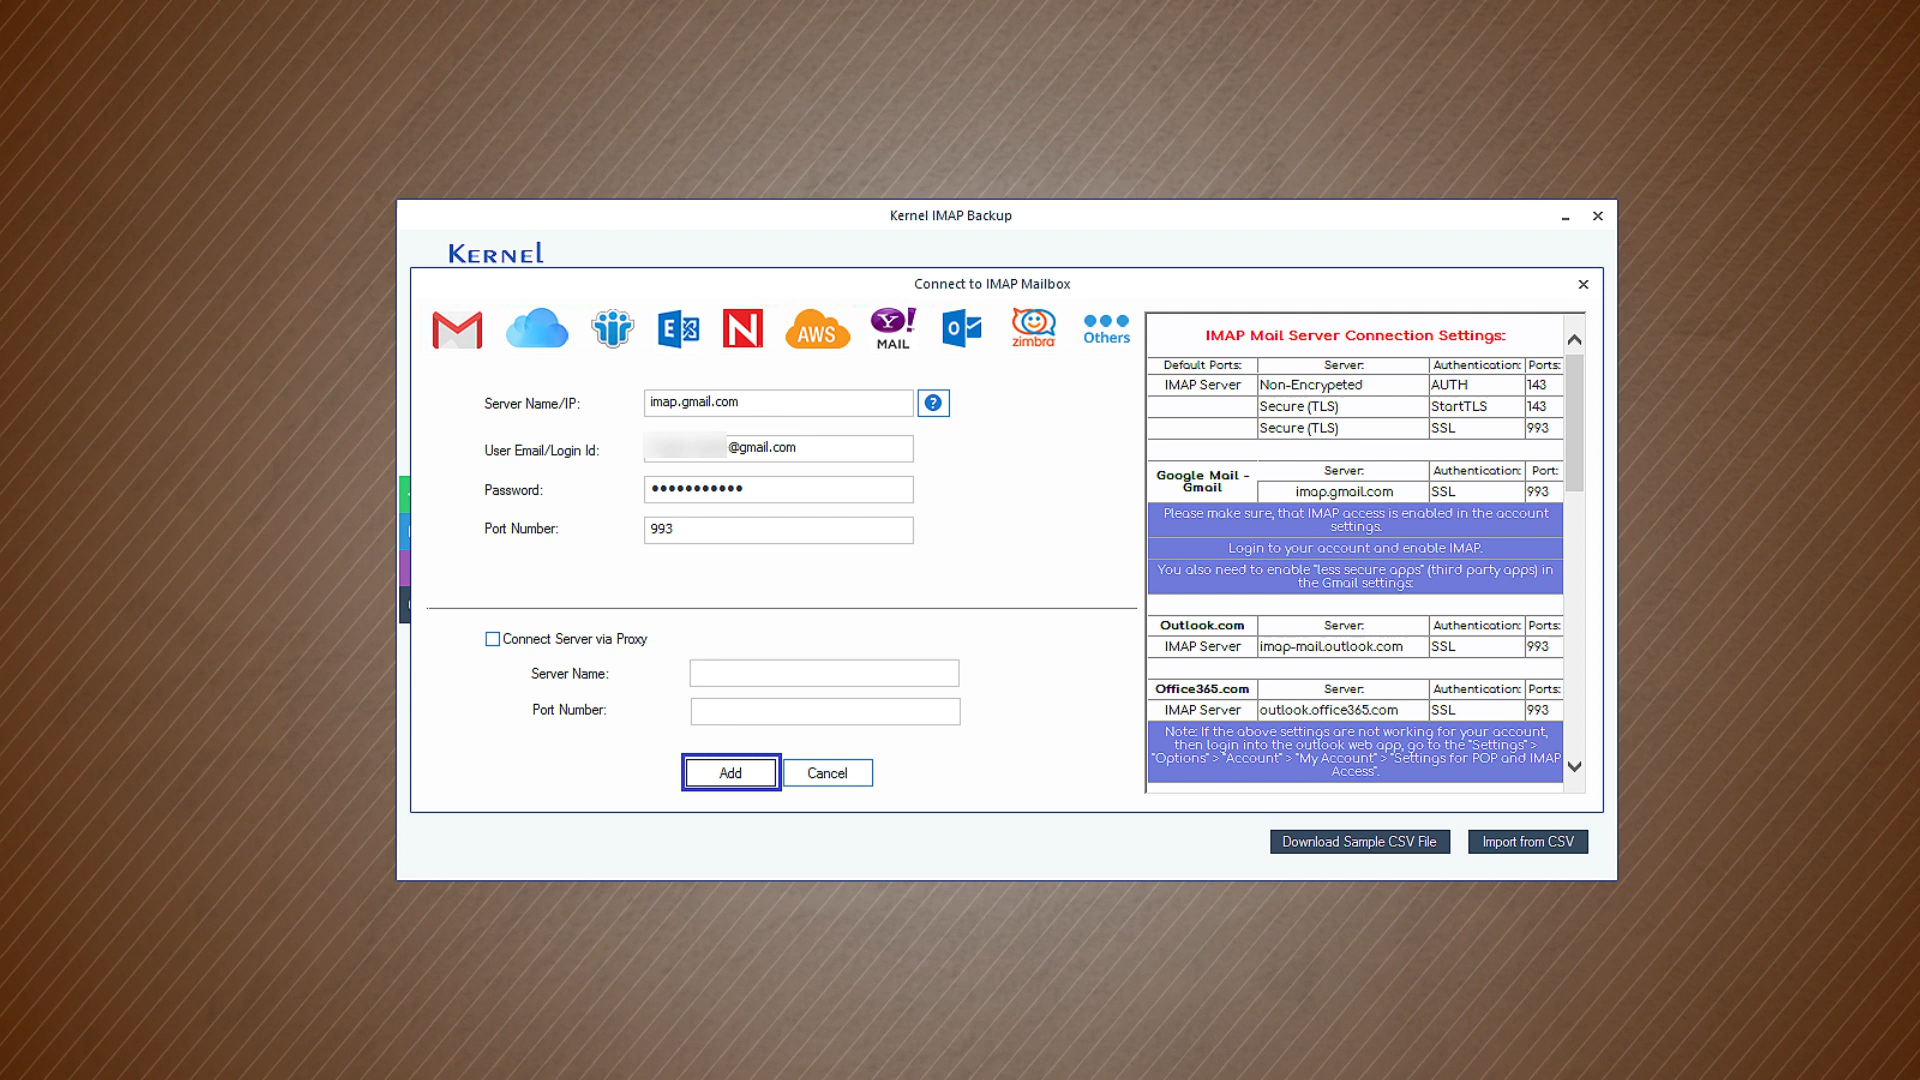 Kernel IMAP Backup
KERNEl
Connect to IMAP Mailbox
E
N
AWS
Y!
MAIL
O
zimbra
Others
Server Name/IP:
imap.gmail.com
?
User Email/Login Id:
@gmail.com
Password:
•••••••••••
Port Number:
993
Connect Server via Proxy
Server Name:
Port Number:
Add
Cancel
IMAP Mail Server Connection Settings:
Default Ports: Server: Authentication: Ports:
IMAP Server Non-Encrypeted AUTH 143
Secure (TLS) StartTLS 143
Secure (TLS) SSL 993
Google Mail - Gmail Server: Authentication: Port:
imap.gmail.com SSL 993
Please make sure, that IMAP access is enabled in the account
settings.
Login to your account and enable IMAP.
You also need to enable "less secure apps" (third party apps) in
the Gmail settings:
Outlook.com Server: Authentication: Ports:
IMAP Server imap-mail.outlook.com SSL 993
Office365.com Server: Authentication: Ports:
IMAP Server outlook.office365.com SSL 993
Note: If the above settings are not working for your account,
then login into the outlook web app, go to the "Settings" >
"Options" > "Account" > "My Account" > "Settings for POP and IMAP
Access".
Download Sample CSV File
Import from CSV